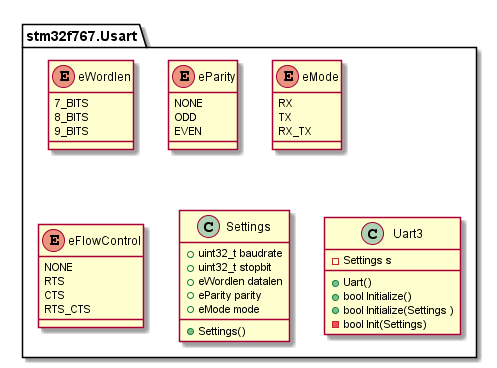 stm32f767.Usart
E eWordlen
7_BITS
8_BITS
9_BITS
E eParity
NONE
ODD
EVEN
E eMode
RX
TX
RX_TX
E eFlowControl
NONE
RTS
CTS
RTS_CTS
C Settings
uint32_t baudrate
uint32_t stopbit
eWordlen datalen
eParity parity
eMode mode
Settings()
C Uart3
Settings s
Uart()
bool Initialize()
bool Initialize(Settings )
bool Init(Settings)